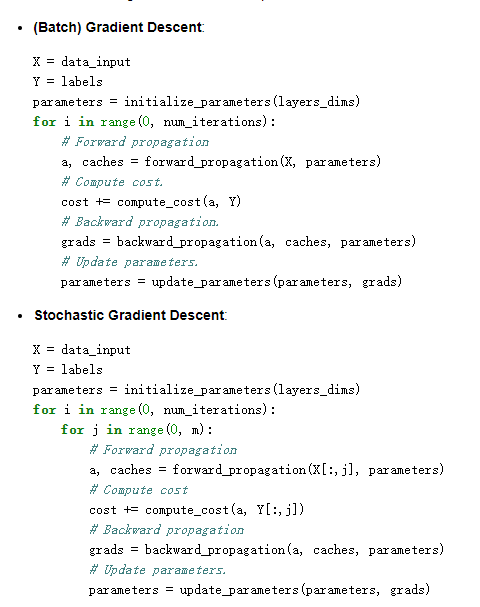 (Batch) Gradient Descent:
X = data_input
Y = labels
parameters = initialize_parameters(layers_dims)
for i in range(0, num_iterations):
# Forward propagation
a, caches = forward_propagation(X, parameters)
# Compute cost.
cost += compute_cost(a, Y)
# Backward propagation.
grads = backward_propagation(a, caches, parameters)
# Update parameters.
parameters = update_parameters(parameters, grads)
Stochastic Gradient Descent:
X = data_input
Y = labels
parameters = initialize_parameters(layers_dims)
for i in range(0, num_iterations):
for j in range(0, m):
# Forward propagation
a, caches = forward_propagation(X[:,j], parameters)
# Compute cost
cost += compute_cost(a, Y[:,j])
# Backward propagation
grads = backward_propagation(a, caches, parameters)
# Update parameters.
parameters = update_parameters(parameters, grads)